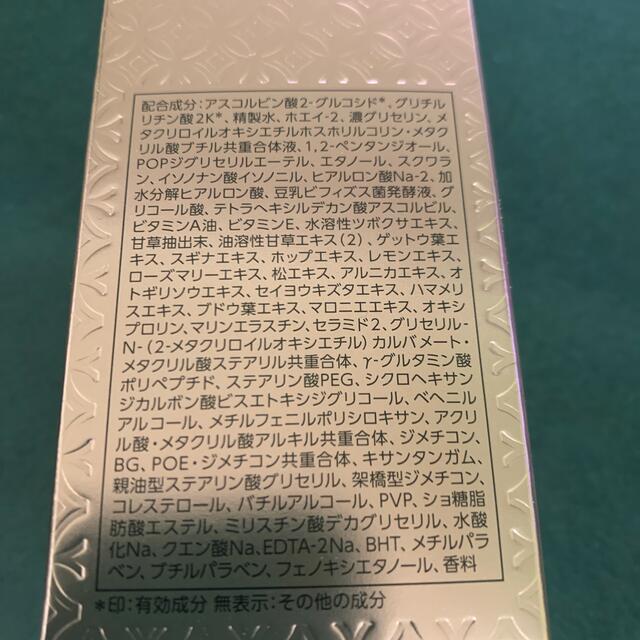 配合成分：アスコルビン酸2-グルコシド*、グリチル
リチン酸2K*、精製水、ホエイ-2、濃グリセリン、メ
タクリロイルオキシエチルホスホリルコリン・メタク
リル酸ブチル共重合体液、1,2-ペンタンジオール、
POPジグリセリルエーテル、エタノール、スクワラ
ン、イソノナン酸イソノニル、ヒアルロン酸Na-2、加
水分解ヒアルロン酸、豆乳ビフィズス菌発酵液、グ
リコール酸、テトラヘキシルデカン酸アスコルビル、
ビタミンA油、ビタミンE、水溶性ツボクサエキス、
甘草抽出末、油溶性甘草エキス（2）、ゲットウ葉エ
キス、スギナエキス、ホップエキス、レモンエキス、
ローズマリーエキス、松エキス、アルニカエキス、オ
トギリソウエキス、セイヨウキズタエキス、ハマメリ
スエキス、ブドウ葉エキス、マロニエエキス、オキシ
プロリン、マリンエラスチン、セラミド2、グリセリル-
N-（2-メタクリロイルオキシエチル）カルバメート・
メタクリル酸ステアリル共重合体、γ-グルタミン酸
ポリペプチド、ステアリン酸PEG、シクロヘキサン
ジカルボン酸ビスエトキシジグリコール、ベヘニル
アルコール、メチルフェニルポリシロキサン、アクリ
ル酸・メタクリル酸アルキル共重合体、ジメチコン、
BG、POE・ジメチコン共重合体、キサンタンガム、
親油型ステアリン酸グリセリル、架橋型ジメチコン、
コレステロール、バチルアルコール、PVP、ショ糖脂
肪酸エステル、ミリスチン酸デカグリセリル、水酸
化Na、クエン酸Na、EDTA-2Na、BHT、メチルパラ
ベン、ブチルパラベン、フェノキシエタノール、香料
*印：有効成分 無表示：その他の成分